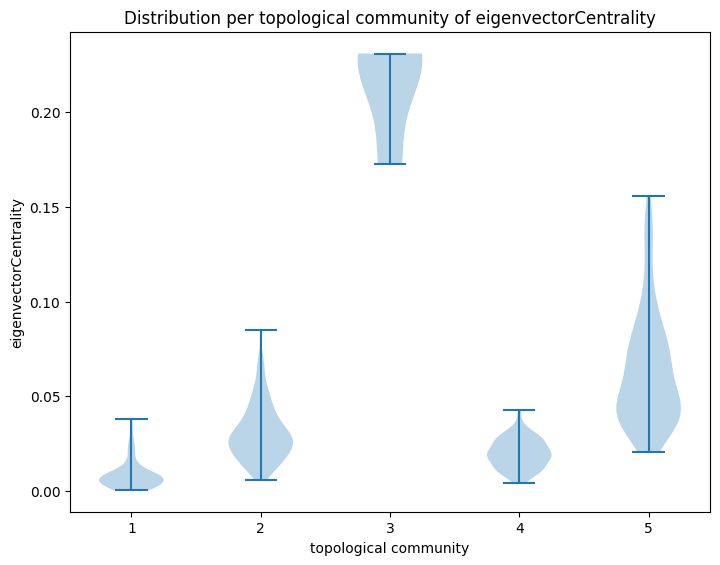 Distribution per topological community of eigenvectorCentrality
eigenvectorCentrality
0.20
0.15
0.10
0.05
0.00
1 2 3 4 5
topological community